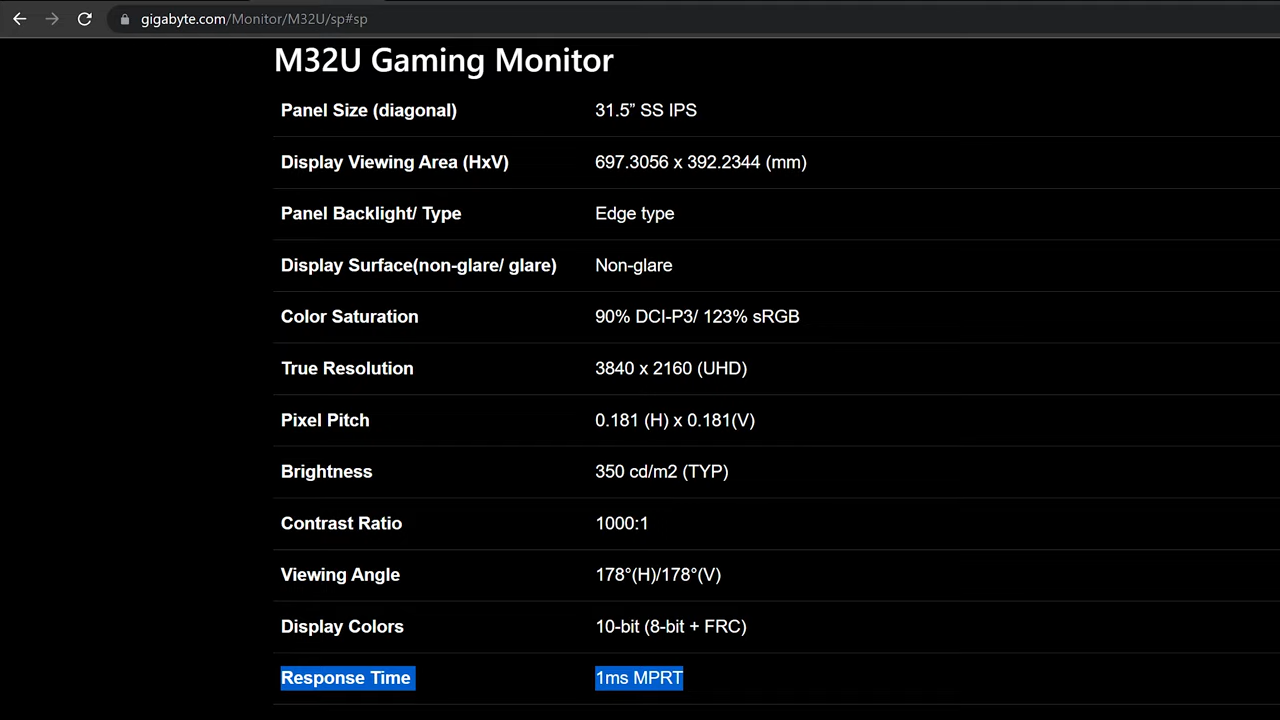 gigabyte.com/Monitor/M32U/sp#sp
M32U Gaming Monitor
Panel Size (diagonal) 31.5” SS IPS
Display Viewing Area (HxV) 697.3056 x 392.2344 (mm)
Panel Backlight/ Type Edge type
Display Surface(non-glare/ glare) Non-glare
Color Saturation 90% DCI-P3/ 123% sRGB
True Resolution 3840 x 2160 (UHD)
Pixel Pitch 0.181 (H) x 0.181(V)
Brightness 350 cd/m2 (TYP)
Contrast Ratio 1000:1
Viewing Angle 178°(H)/178°(V)
Display Colors 10-bit (8-bit + FRC)
Response Time 1ms MPRT